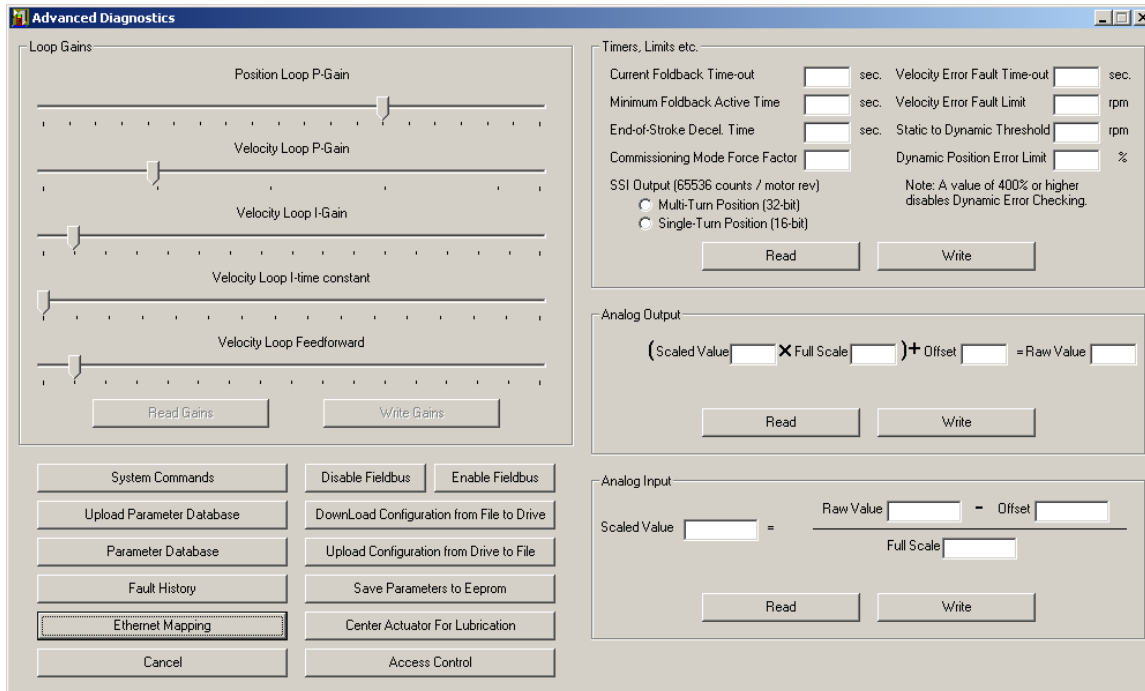 Advanced Diagnostics
Loop Gains
Position Loop P-Gain
Velocity Loop P-Gain
Velocity Loop I-Gain
Velocity Loop I-time constant
Velocity Loop Feedforward
Read Gains Write Gains
System Commands Disable Fieldbus Enable Fieldbus
Upload Parameter Database DownLoad Configuration from File to Drive
Parameter Database Upload Configuration from Drive to File
Fault History Save Parameters to Eeprom
Ethernet Mapping Center Actuator For Lubrication
Cancel Access Control
Timers, Limits etc.
Current Foldback Time-out sec. Velocity Error Fault Time-out sec.
Minimum Foldback Active Time sec. Velocity Error Fault Limit rpm
End-of-Stroke Decel. Time sec. Static to Dynamic Threshold rpm
Commissioning Mode Force Factor Dynamic Position Error Limit %
SSI Output (65536 counts / motor rev)
Multi-Turn Position (32-bit)
Single-Turn Position (16-bit)
Note: A value of 400% or higher
disables Dynamic Error Checking.
Read Write
Analog Output
(Scaled Value × Full Scale )+ Offset = Raw Value
Read Write
Analog Input
Raw Value - Offset
Scaled Value =
Full Scale
Read Write